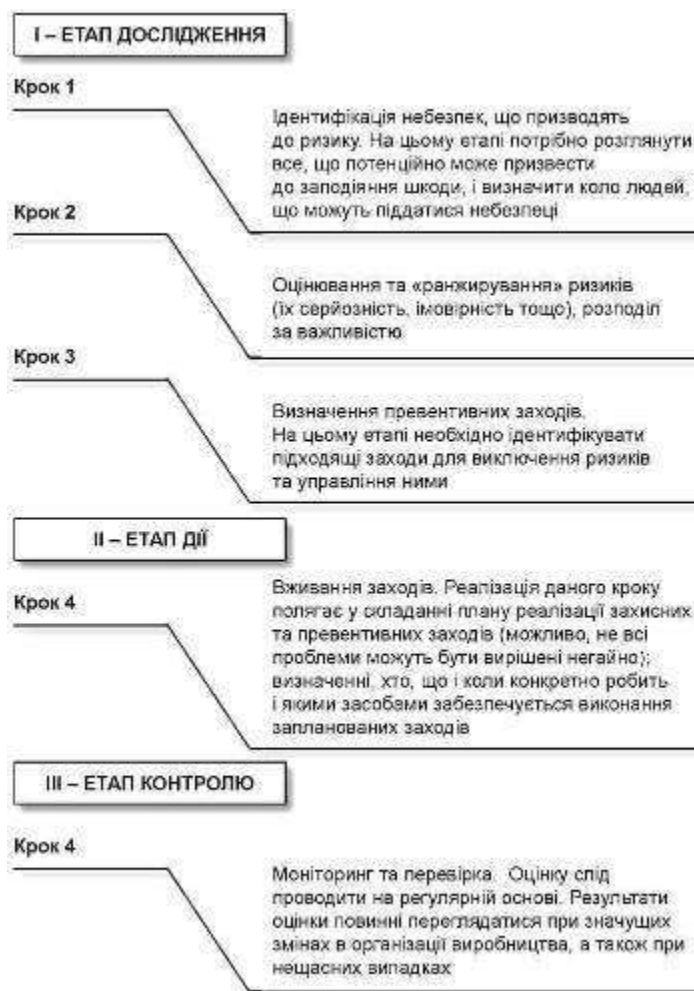 І – ЕТАП ДОСЛІДЖЕННЯ
Крок 1
Ідентифікація небезпек, що призводять
до ризику. На цьому етапі потрібно розглянути
все, що потенційно може призвести
до заподіяння шкоди, і визначити коло людей,
що можуть піддатися небезпеці
Крок 2
Оцінювання та «ранжирування» ризиків
(їх серйозність, імовірність тощо), розподіл
за важливістю
Крок 3
Визначення превентивних заходів.
На цьому етапі необхідно ідентифікувати
підходящі заходи для виключення ризиків
та управління ними
ІІ – ЕТАП ДІЇ
Крок 4
Вживання заходів. Реалізація даного кроку
полягає у складанні плану реалізації захисних
та превентивних заходів (можливо, не всі
проблеми можуть бути вирішені негайно);
визначенні, хто, що і коли конкретно робить
і якими засобами забезпечується виконання
запланованих заходів
ІІІ – ЕТАП КОНТРОЛЮ
Крок 4
Моніторинг та перевірка. Оцінку слід
проводити на регулярній основі. Результати
оцінки повинні переглядатися при значущих
змінах в організації виробництва, а також при
нещасних випадках